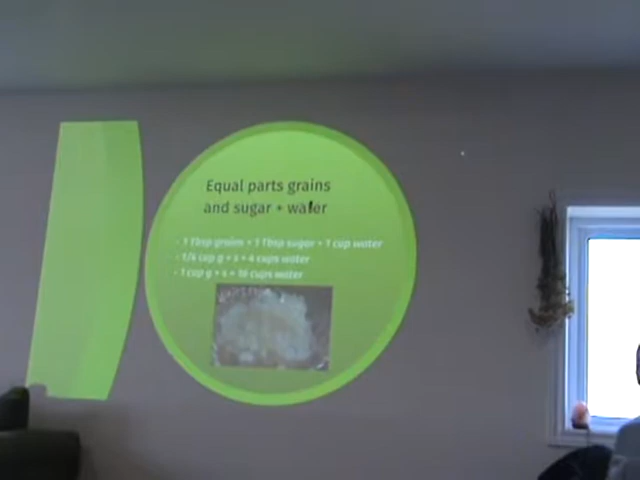 Equal parts grains
and sugar + water
- 1 Tbsp grains + 1 Tbsp sugar + 1 cup water
- 1/4 cup g + s = 4 cups water
- 1 cup g + s = 16 cups water